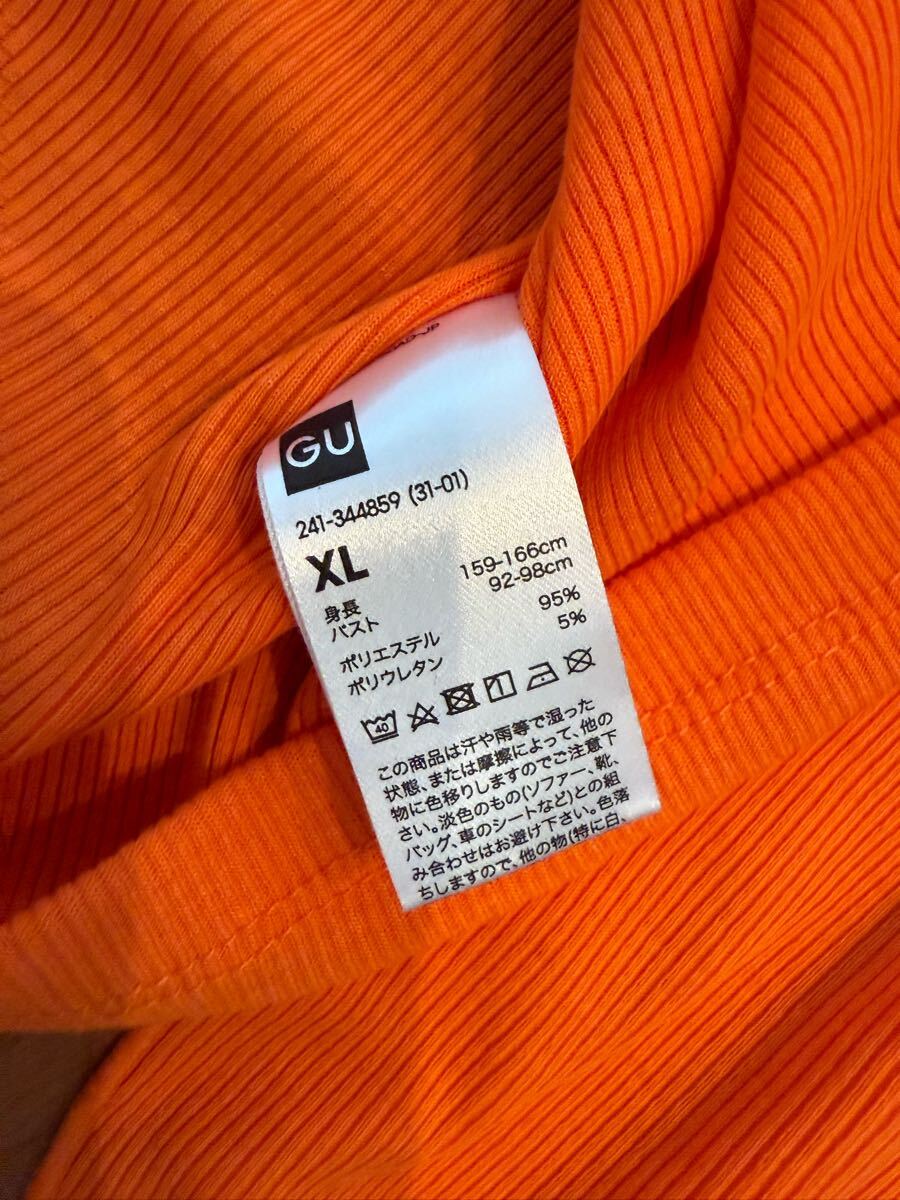 GU
241-344859 (31-01)
XL
身長 159-166cm
バスト 92-98cm
ポリエステル 95%
ポリウレタン 5%
40
この商品は汗や雨等で湿った
状態、または摩擦によって、他の
物に色移りしますのでご注意下
さい。淡色のもの(ソファー、靴、
バッグ、車のシートなど)との組
み合わせはお避け下さい。色落
ちしますので、他の物(特に白、